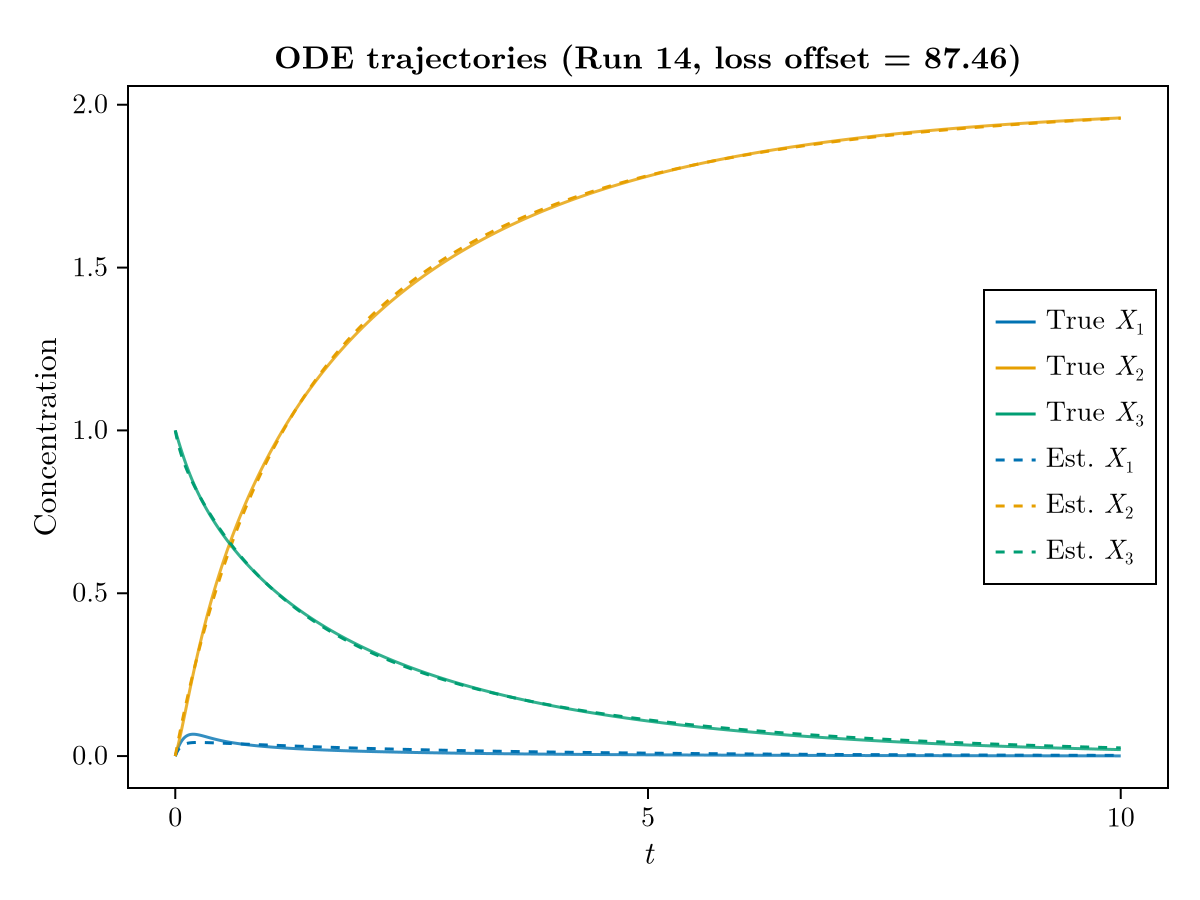 ODE trajectories (Run 14, loss offset = 87.46)
Concentration
2.0
1.5
1.0
0.5
0.0
0
5
10
t
True X₁
True X₂
True X₃
Est. X₁
Est. X₂
Est. X₃